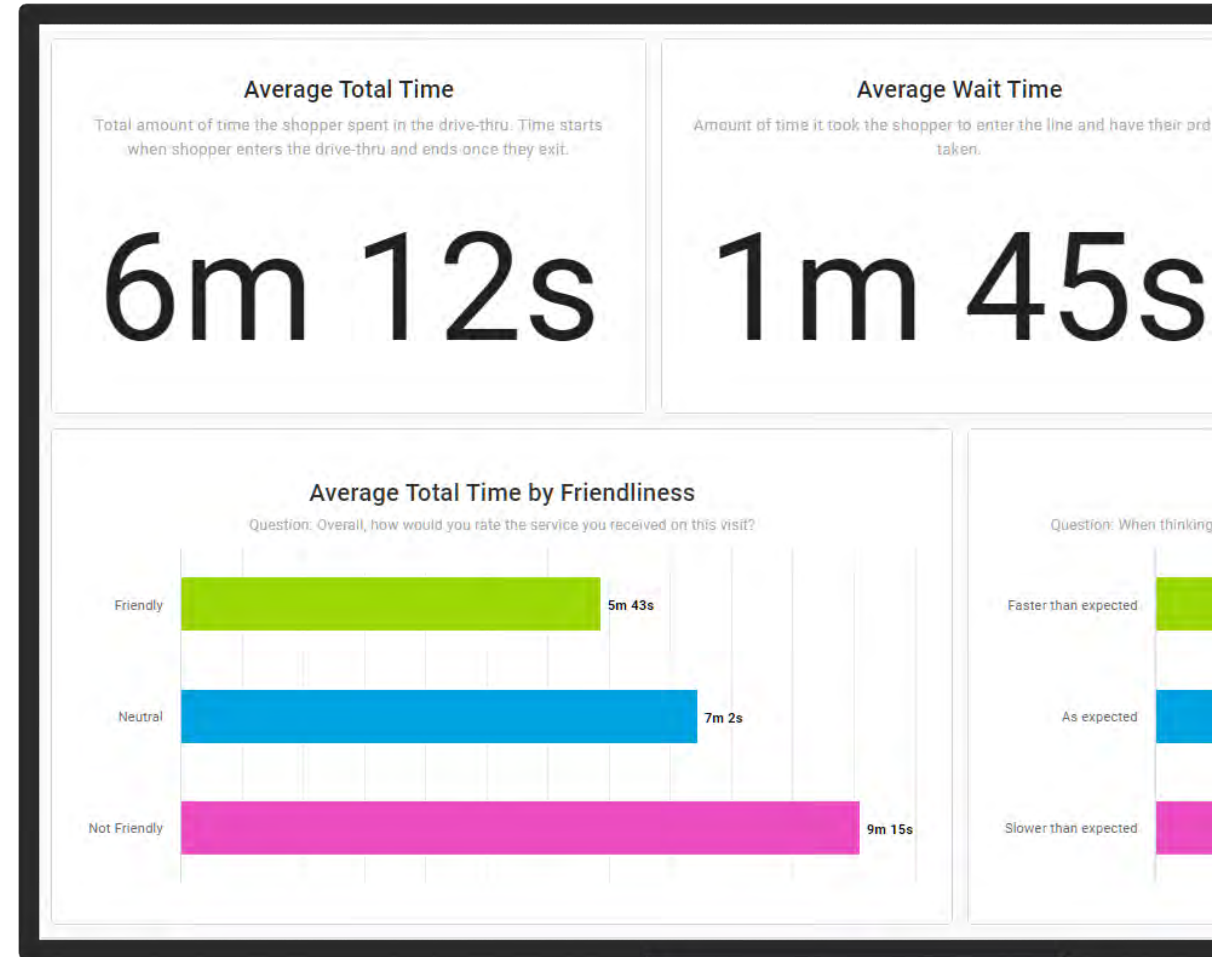 Average Total Time
Total amount of time the shopper spent in the drive-thru. Time starts
when shopper enters the drive-thru and ends once they exit.
6m 12s
Average Wait Time
Amount of time it took the shopper to enter the line and have their ord
taken.
1m 45s
Average Total Time by Friendliness
Question: Overall, how would you rate the service you received on this visit?
Friendly
5m 43s
Neutral
7m 2s
Not Friendly
9m 15s
Question: When thinking
Faster than expected
As expected
Slower than expected